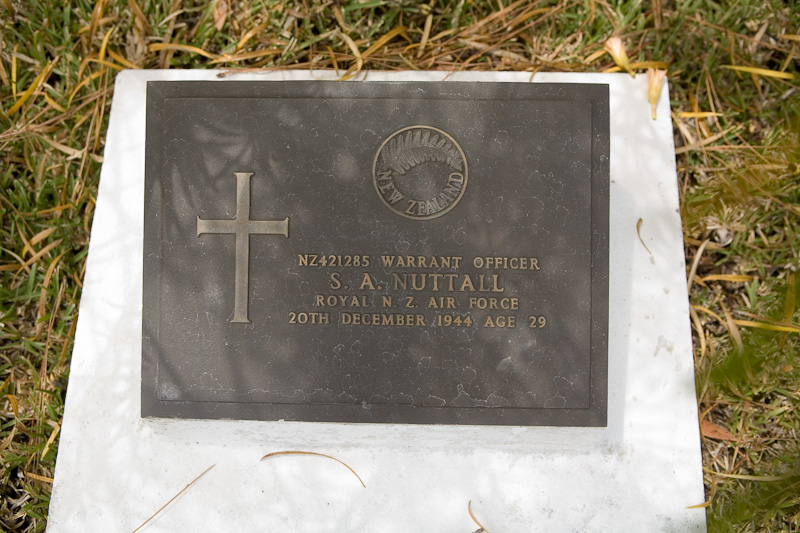 NEW ZEALAND
NZ421285 WARRANT OFFICER
S. A. NUTTALL
ROYAL N. Z. AIR FORCE
20TH DECEMBER 1944 AGE 29